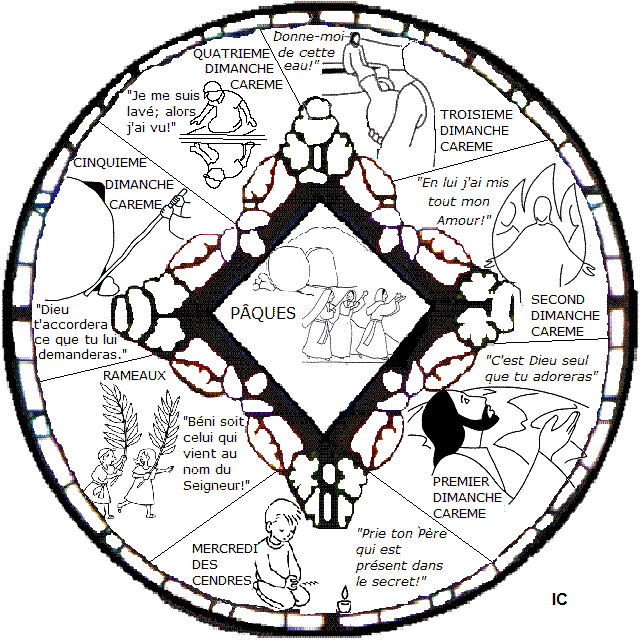 Donne-moi
de cette
eau!"
QUATRIEME
DIMANCHE
CAREME
"Je me suis
lavé; alors
j'ai vu!"
TROISIEME
DIMANCHE
CAREME
CINQUIEME
DIMANCHE
CAREME
"En lui j'ai mis
tout mon
Amour!"
PÂQUES
SECOND
DIMANCHE
CAREME
"Dieu
t'accordera
ce que tu lui
demanderas."
"C'est Dieu seul
que tu adoreras"
RAMEAUX
"Béni soit
celui qui
vient au
nom du
Seigneur!"
PREMIER
DIMANCHE
CAREME
MERCREDI
DES
CENDRES
"Prie ton Père
qui est
présent dans
le secret!"
IC